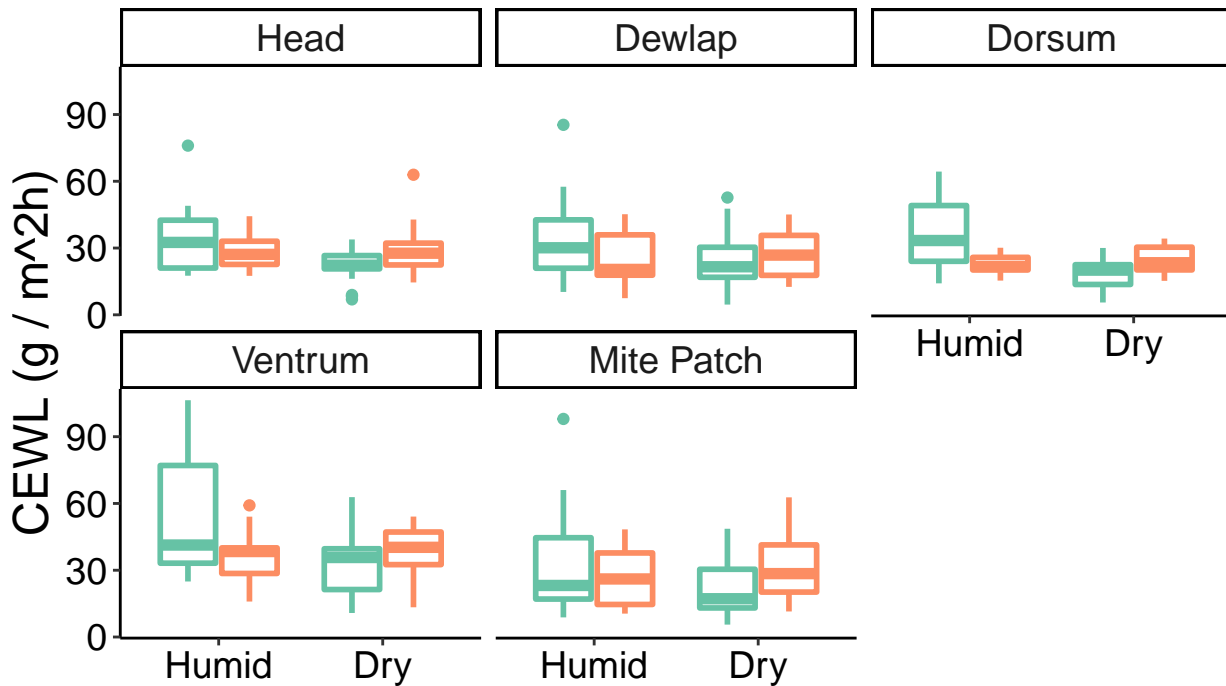 Head Dewlap Dorsum
90
60
30
0
Humid Dry
Ventrum Mite Patch
90
60
30
0
Humid Dry Humid Dry
CEWL (g / m^2h)